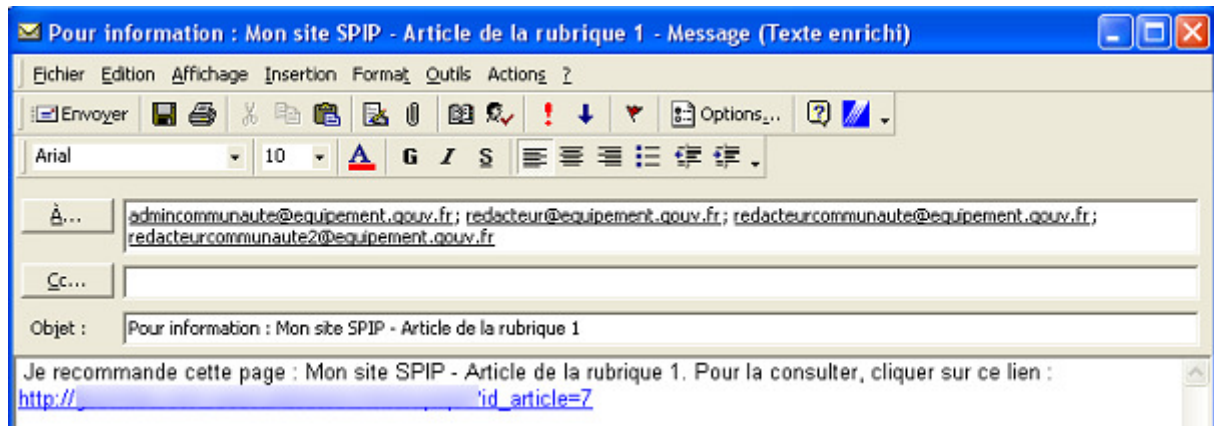 Pour information : Mon site SPIP - Article de la rubrique 1 - Message (Texte enrichi)
Fichier Edition Affichage Insertion Format Outils Actions ?
Envoyer Options...
Arial 10 A G I S
À... admincommunaute@equipement.gouv.fr; redacteur@equipement.gouv.fr; redacteurcommunaute@equipement.gouv.fr;
redacteurcommunaute2@equipement.gouv.fr
Cc...
Objet : Pour information : Mon site SPIP - Article de la rubrique 1
Je recommande cette page : Mon site SPIP - Article de la rubrique 1. Pour la consulter, cliquer sur ce lien :
http:// id_article=7